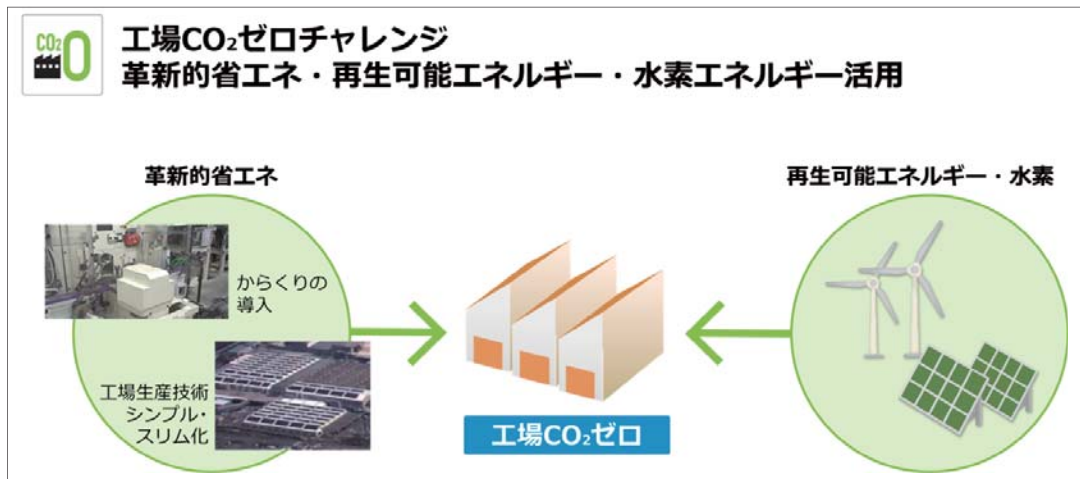 CO₂0
工場CO₂ゼロチャレンジ
革新的省エネ・再生可能エネルギー・水素エネルギー活用
革新的省エネ
からくりの
導入
工場生産技術
シンプル・
スリム化
工場CO₂ゼロ
再生可能エネルギー・水素